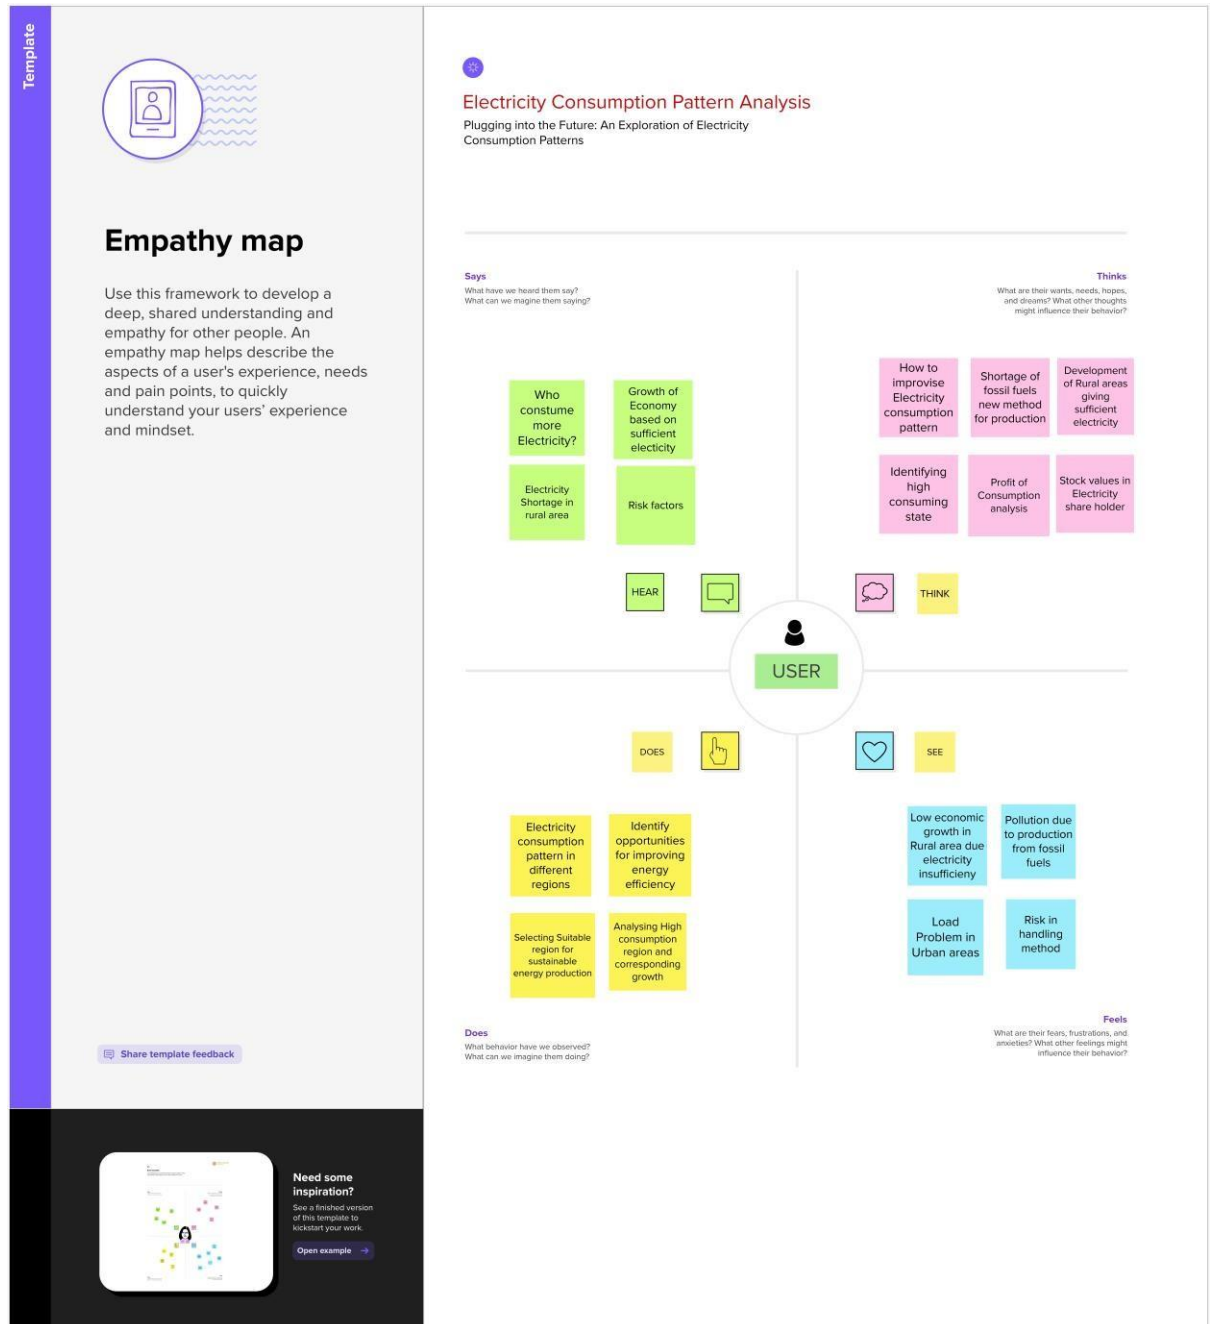 Template
Empathy map
Use this framework to develop a
deep, shared understanding and
empathy for other people. An
empathy map helps describe the
aspects of a user's experience, needs
and pain points, to quickly
understand your users' experience
and mindset.
Share template feedback
Need some
inspiration?
See a finished version
of this template to
kickstart your work.
Open example
Electricity Consumption Pattern Analysis
Plugging into the Future: An Exploration of Electricity
Consumption Patterns
Says
What have we heard them say?
What can we magine them saying?
Thinks
What are their wants, needs, hopes,
and dreams? What other thoughts
might influence their behavior?
Who
constume
more
Electricity?
Growth of
Economy
based on
sufficient
electicity
Electricity
Shortage in
rural area
Risk factors
How to
improvise
Electricity
consumption
pattern
Shortage of
fossil fuels
new method
for production
Development
of Rural areas
giving
sufficient
electricity
Identifying
high
consuming
state
Profit of
Consumption
analysis
Stock values in
Electricity
share holder
HEAR
THINK
USER
DOES
SEE
Electricity
consumption
pattern in
different
regions
Identify
opportunities
for improving
energy
efficiency
Selecting Suitable
region for
sustainable
energy production
Analysing High
consumption
region and
corresponding
growth
Low economic
growth in
Rural area due
electricity
insufficieny
Pollution due
to production
from fossil
fuels
Load
Problem in
Urban areas
Risk in
handling
method
Does
What behavior have we observed?
What can we imagine them doing?
Feels
What are their fears, frustrations, and
anxieties? What other feelings might
influence their behavior?